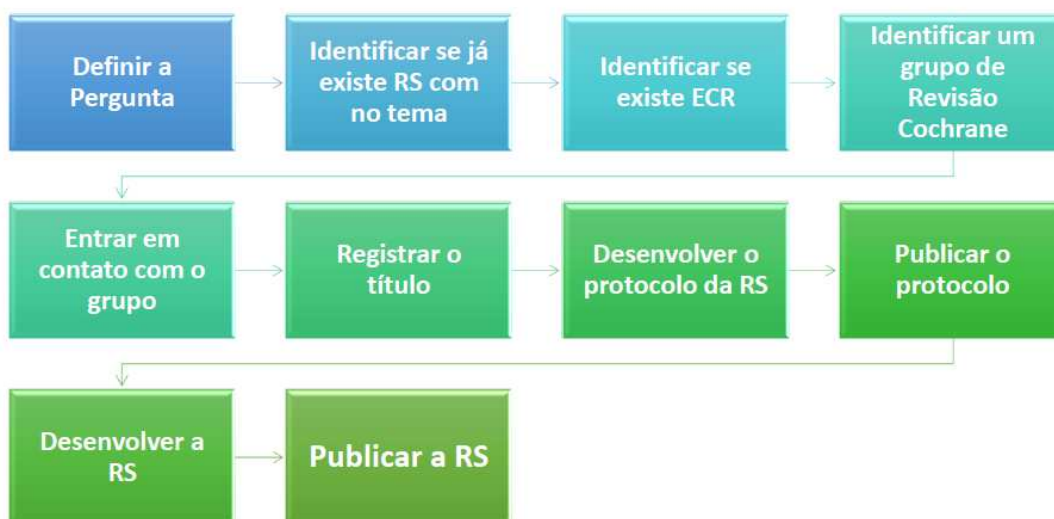 Definir a
Pergunta
Identificar se já
existe RS com
no tema
Identificar se
existe ECR
Identificar um
grupo de
Revisão
Cochrane
Entrar em
contato com o
grupo
Registrar o
título
Desenvolver o
protocolo da RS
Publicar o
protocolo
Desenvolver a
RS
Publicar a RS